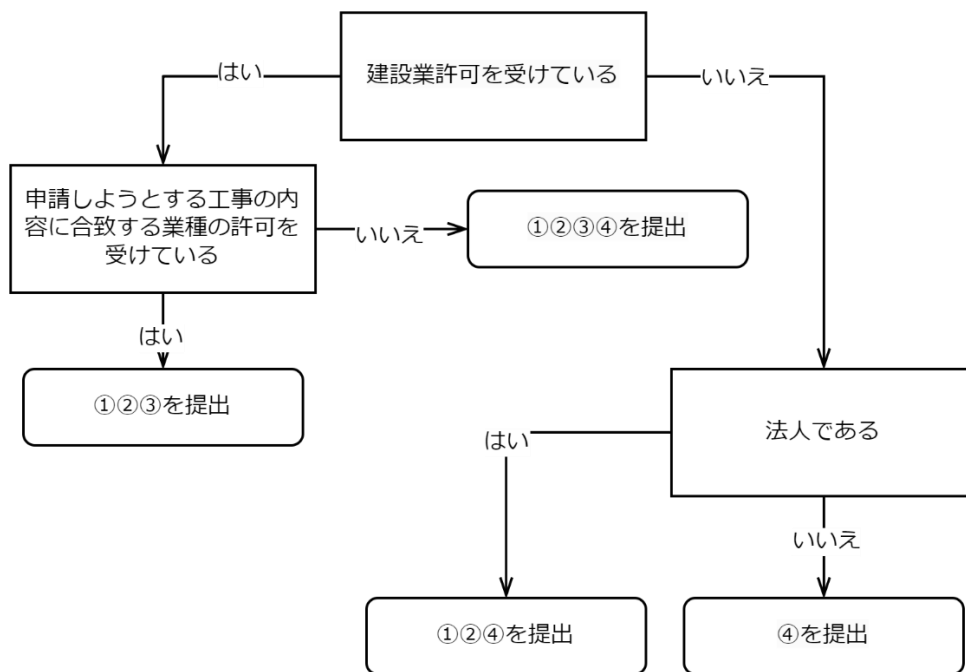 建設業許可を受けている
はい
いいえ
申請しようとする工事の内
容に合致する業種の許可を
受けている
いいえ
①②③④を提出
はい
①②③を提出
法人である
はい
いいえ
①②④を提出
④を提出